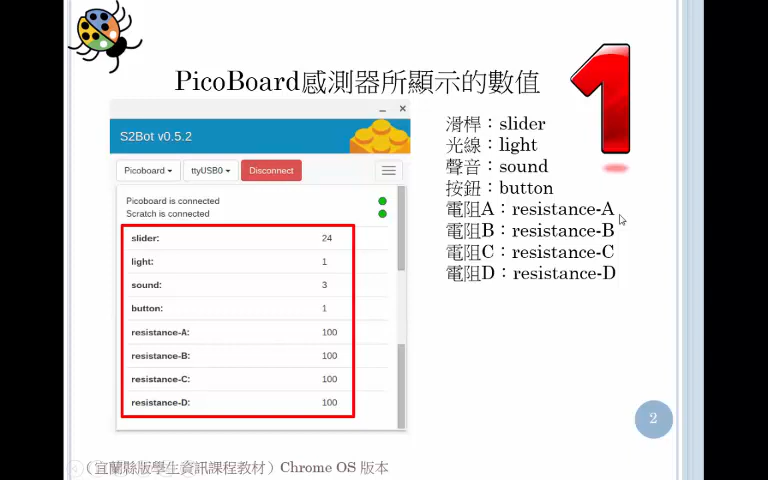 PicoBoard感測器所顯示的數值
1
S2Bot v0.5.2
Picoboard ttyUSB0 Disconnect
Picoboard is connected
Scratch is connected
slider: 24
light: 1
sound: 3
button: 1
resistance-A: 100
resistance-B: 100
resistance-C: 100
resistance-D: 100
滑桿：slider
光線：light
聲音：sound
按鈕：button
電阻A：resistance-A
電阻B：resistance-B
電阻C：resistance-C
電阻D：resistance-D
2
（宜蘭縣版學生資訊課程教材）Chrome OS 版本